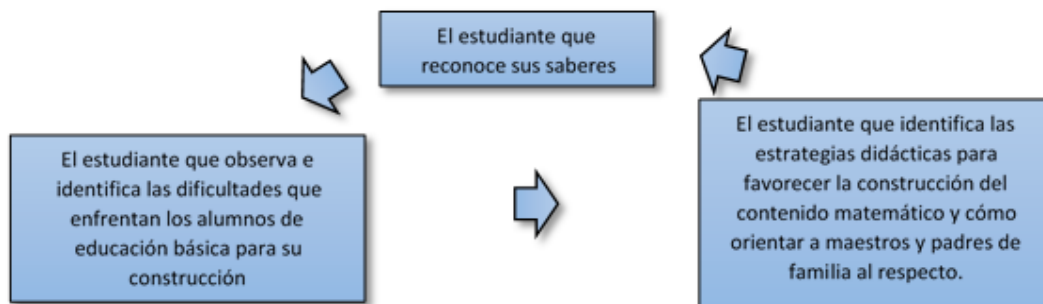 El estudiante que
reconoce sus saberes
El estudiante que observa e
identifica las dificultades que
enfrentan los alumnos de
educación básica para su
construcción
El estudiante que identifica las
estrategias didácticas para
favorecer la construcción del
contenido matemático y cómo
orientar a maestros y padres de
familia al respecto.